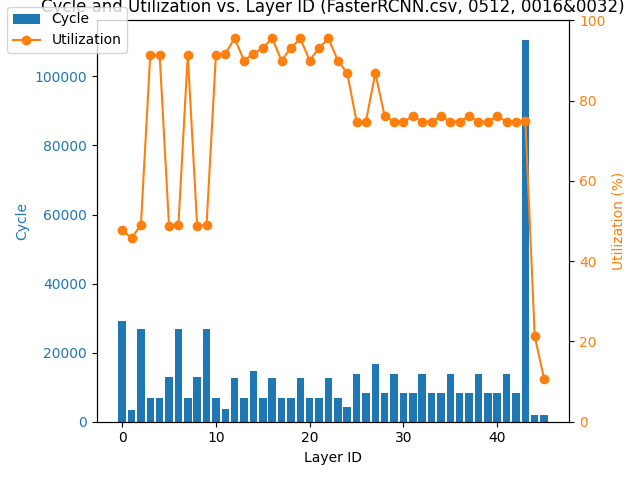 Cycle and Utilization vs. Layer ID (FasterRCNN.csv, 0512, 0016&0032)
Cycle
Utilization
100000
80000
60000
40000
20000
0
Cycle
100
80
60
40
20
0
Utilization (%)
0
10
20
30
40
Layer ID